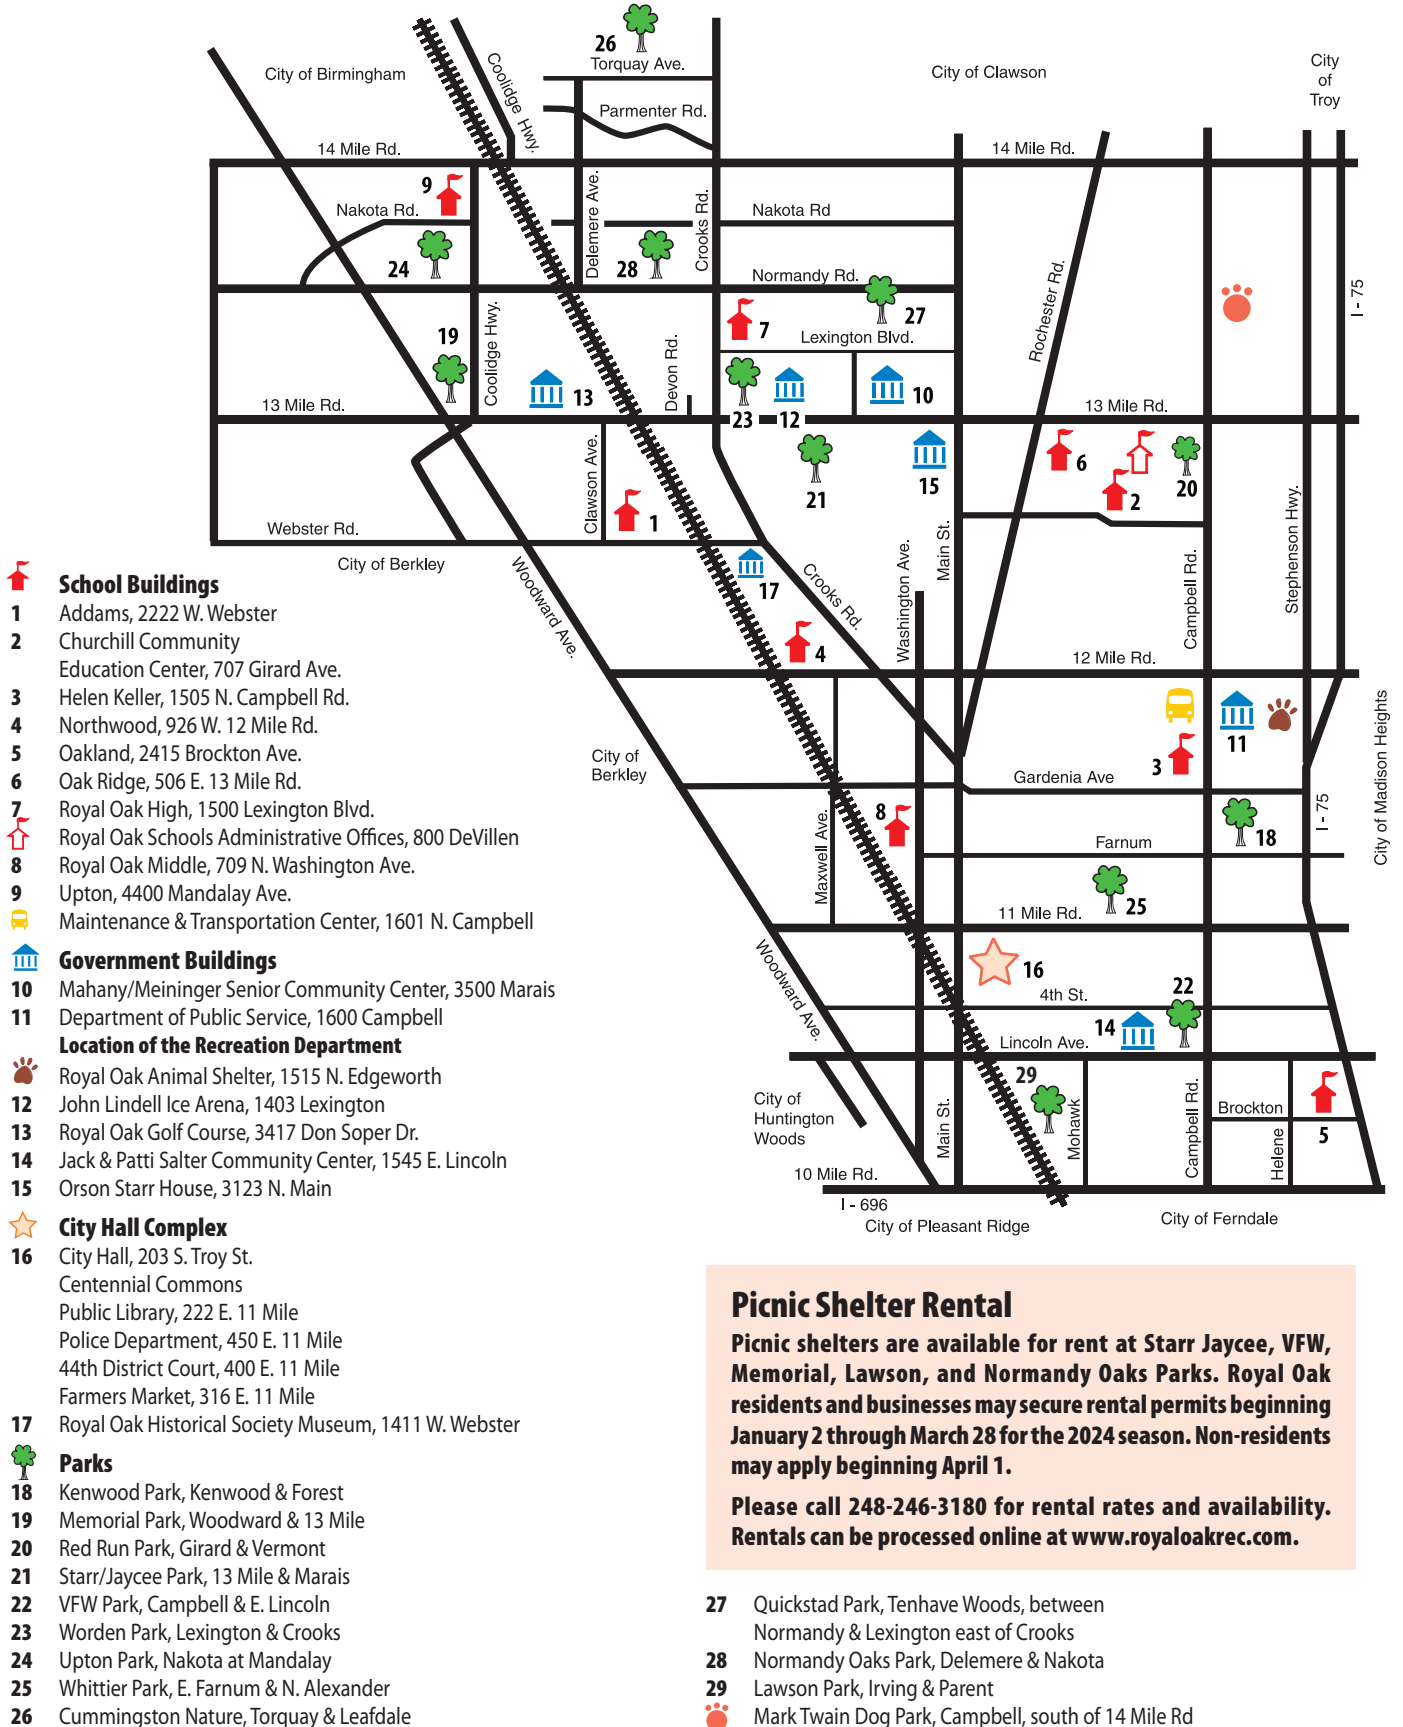 26
Torquay Ave.
City of Birmingham
Coolidge Hwy.
City of Clawson
City
of
Troy
Parmenter Rd.
14 Mile Rd.
14 Mile Rd.
9
Nakota Rd.
Delemere Ave.
Crooks Rd.
Nakota Rd
24
28
Normandy Rd.
Rochester Rd.
I - 75
27
7
Lexington Blvd.
19
Coolidge Hwy.
Devon Rd.
13
10
13 Mile Rd.
13 Mile Rd.
23
12
Clawson Ave.
21
15
6
2
20
1
Main St.
Stephenson Hwy.
Webster Rd.
City of Berkley
Woodward Ave.
17
Crooks Rd.
Washington Ave.
Campbell Rd.
4
12 Mile Rd.
City of Madison Heights
11
City of
Berkley
3
Gardenia Ave
8
Maxwell Ave.
I - 75
18
Farnum
25
11 Mile Rd.
Woodward Ave.
16
22
4th St.
14
Lincoln Ave.
29
City of
Huntington
Woods
Main St.
Mohawk
Campbell Rd.
Brockton
Helene
5
10 Mile Rd.
I - 696
City of Pleasant Ridge
City of Ferndale
School Buildings
1 Addams, 2222 W. Webster
2 Churchill Community
Education Center, 707 Girard Ave.
3 Helen Keller, 1505 N. Campbell Rd.
4 Northwood, 926 W. 12 Mile Rd.
5 Oakland, 2415 Brockton Ave.
6 Oak Ridge, 506 E. 13 Mile Rd.
7 Royal Oak High, 1500 Lexington Blvd.
Royal Oak Schools Administrative Offices, 800 DeVillen
8 Royal Oak Middle, 709 N. Washington Ave.
9 Upton, 4400 Mandalay Ave.
Maintenance & Transportation Center, 1601 N. Campbell
Government Buildings
10 Mahany/Meininger Senior Community Center, 3500 Marais
11 Department of Public Service, 1600 Campbell
Location of the Recreation Department
Royal Oak Animal Shelter, 1515 N. Edgeworth
12 John Lindell Ice Arena, 1403 Lexington
13 Royal Oak Golf Course, 3417 Don Soper Dr.
14 Jack & Patti Salter Community Center, 1545 E. Lincoln
15 Orson Starr House, 3123 N. Main
City Hall Complex
16 City Hall, 203 S. Troy St.
Centennial Commons
Public Library, 222 E. 11 Mile
Police Department, 450 E. 11 Mile
44th District Court, 400 E. 11 Mile
Farmers Market, 316 E. 11 Mile
17 Royal Oak Historical Society Museum, 1411 W. Webster
Parks
18 Kenwood Park, Kenwood & Forest
19 Memorial Park, Woodward & 13 Mile
20 Red Run Park, Girard & Vermont
21 Starr/Jaycee Park, 13 Mile & Marais
22 VFW Park, Campbell & E. Lincoln
23 Worden Park, Lexington & Crooks
24 Upton Park, Nakota at Mandalay
25 Whittier Park, E. Farnum & N. Alexander
26 Cummingston Nature, Torquay & Leafdale
Picnic Shelter Rental
Picnic shelters are available for rent at Starr Jaycee, VFW,
Memorial, Lawson, and Normandy Oaks Parks. Royal Oak
residents and businesses may secure rental permits beginning
January 2 through March 28 for the 2024 season. Non-residents
may apply beginning April 1.
Please call 248-246-3180 for rental rates and availability.
Rentals can be processed online at www.royaloakrec.com.
27 Quickstad Park, Tenhave Woods, between
Normandy & Lexington east of Crooks
28 Normandy Oaks Park, Delemere & Nakota
29 Lawson Park, Irving & Parent
Mark Twain Dog Park, Campbell, south of 14 Mile Rd